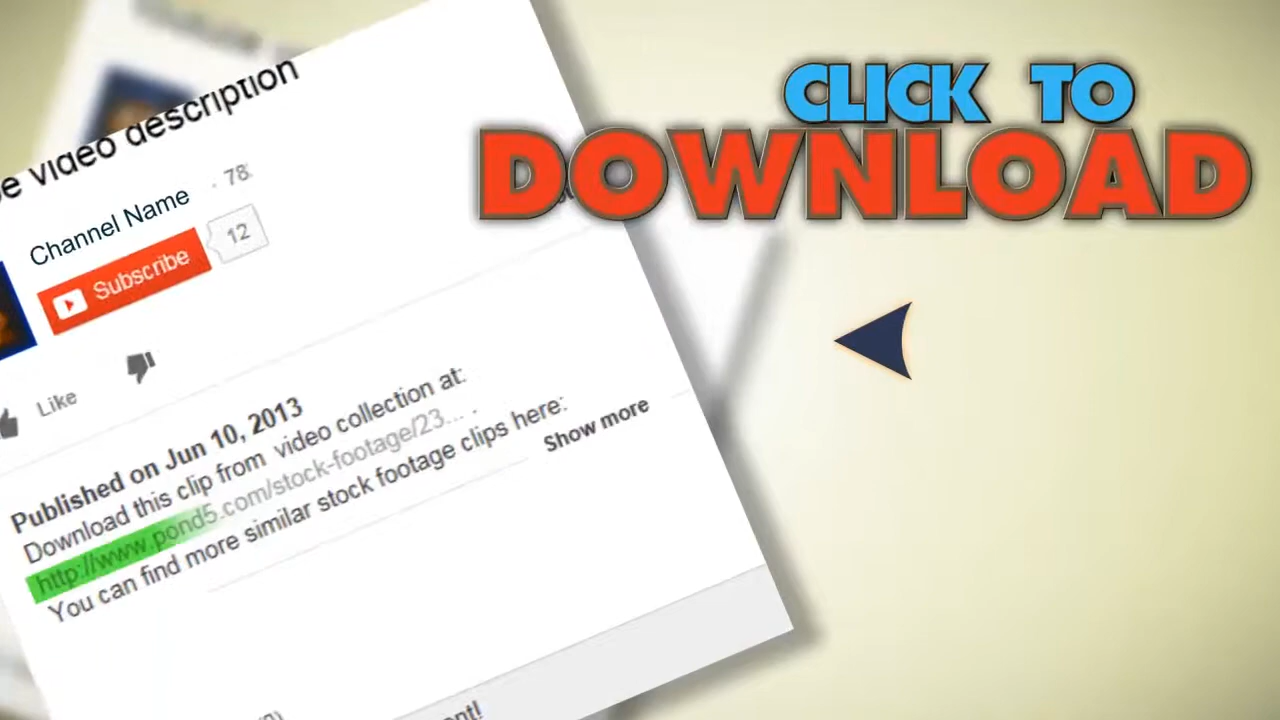 CLICK TO
DOWNLOAD
video description
Channel Name
78
Subscribe
12
Like
Published on Jun 10, 2013
Download this clip from video collection at:
http://www.pond5.com/stock-footage/23...
You can find more similar stock footage clips here:
Show more